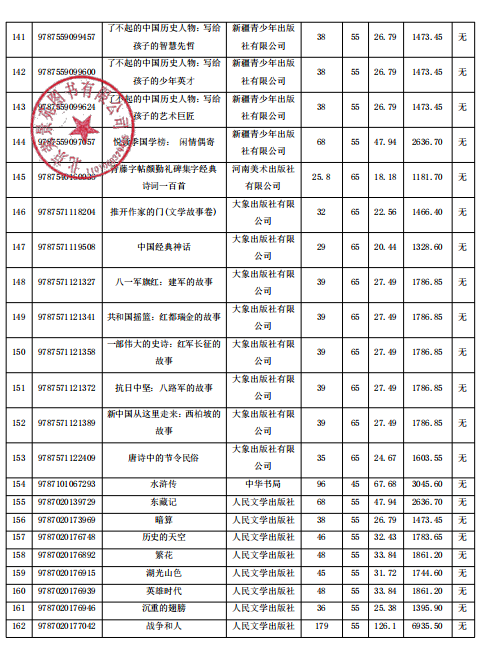 141 9787559099457 了不起的中国历史人物：写给孩子的智慧先哲 新疆青少年出版社有限公司 38 55 26.79 1473.45 无
142 9787559099600 了不起的中国历史人物：写给孩子的少年英才 新疆青少年出版社有限公司 38 55 26.79 1473.45 无
143 9787559099624 了不起的中国历史人物：写给孩子的艺术巨匠 新疆青少年出版社有限公司 38 55 26.79 1473.45 无
144 9787559097057 季国学榜： 闲情偶寄 新疆青少年出版社有限公司 68 55 47.94 2636.70 无
145 青藤字帖颜勤礼碑集字经典诗词一百首 河南美术出版社有限公司 25.8 65 18.18 1181.70 无
146 9787571118204 推开作家的门(文学故事卷) 大象出版社有限公司 32 65 22.56 1466.40 无
147 9787571119508 中国经典神话 大象出版社有限公司 29 65 20.44 1328.60 无
148 9787571121327 八一军旗红：建军的故事 大象出版社有限公司 39 65 27.49 1786.85 无
149 9787571121341 共和国摇篮：红都瑞金的故事 大象出版社有限公司 39 65 27.49 1786.85 无
150 9787571121358 一部伟大的史诗：红军长征的故事 大象出版社有限公司 39 65 27.49 1786.85 无
151 9787571121372 抗日中坚：八路军的故事 大象出版社有限公司 39 65 27.49 1786.85 无
152 9787571121389 新中国从这里走来：西柏坡的故事 大象出版社有限公司 39 65 27.49 1786.85 无
153 9787571122409 唐诗中的节令民俗 大象出版社有限公司 35 65 24.67 1603.55 无
154 9787101067293 水浒传 中华书局 96 45 67.68 3045.60 无
155 9787020139729 东藏记 人民文学出版社 68 55 47.94 2636.70 无
156 9787020173969 暗算 人民文学出版社 38 55 26.79 1473.45 无
157 9787020176748 历史的天空 人民文学出版社 46 55 32.43 1783.65 无
158 9787020176892 繁花 人民文学出版社 48 55 33.84 1861.20 无
159 9787020176915 湖光山色 人民文学出版社 45 55 31.72 1744.60 无
160 9787020176939 英雄时代 人民文学出版社 48 55 33.84 1861.20 无
161 9787020176946 沉重的翅膀 人民文学出版社 36 55 25.38 1395.90 无
162 9787020177042 战争和人 人民文学出版社 179 55 126.1 6935.50 无